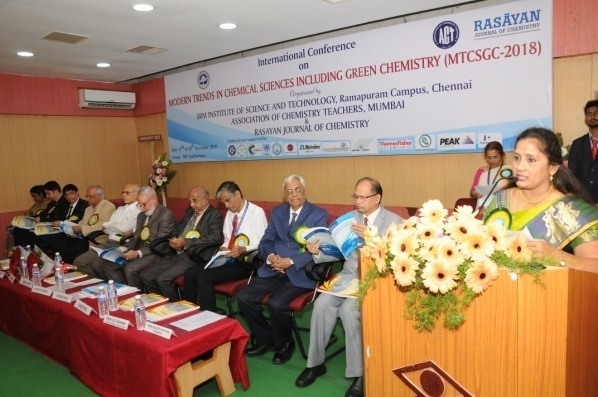 International Conference
on
MODERN TRENDS IN CHEMICAL SCIENCES INCLUDING GREEN CHEMISTRY (MTCSGC-2018)
Organised by
SRM INSTITUTE OF SCIENCE AND TECHNOLOGY, Ramapuram Campus, Chennai
ASSOCIATION OF CHEMISTRY TEACHERS, MUMBAI
&
RASAYAN JOURNAL OF CHEMISTRY
ACT
RASĀYAN
JOURNAL OF CHEMISTRY
ThermoFisher
SCIENTIFIC
PEAK